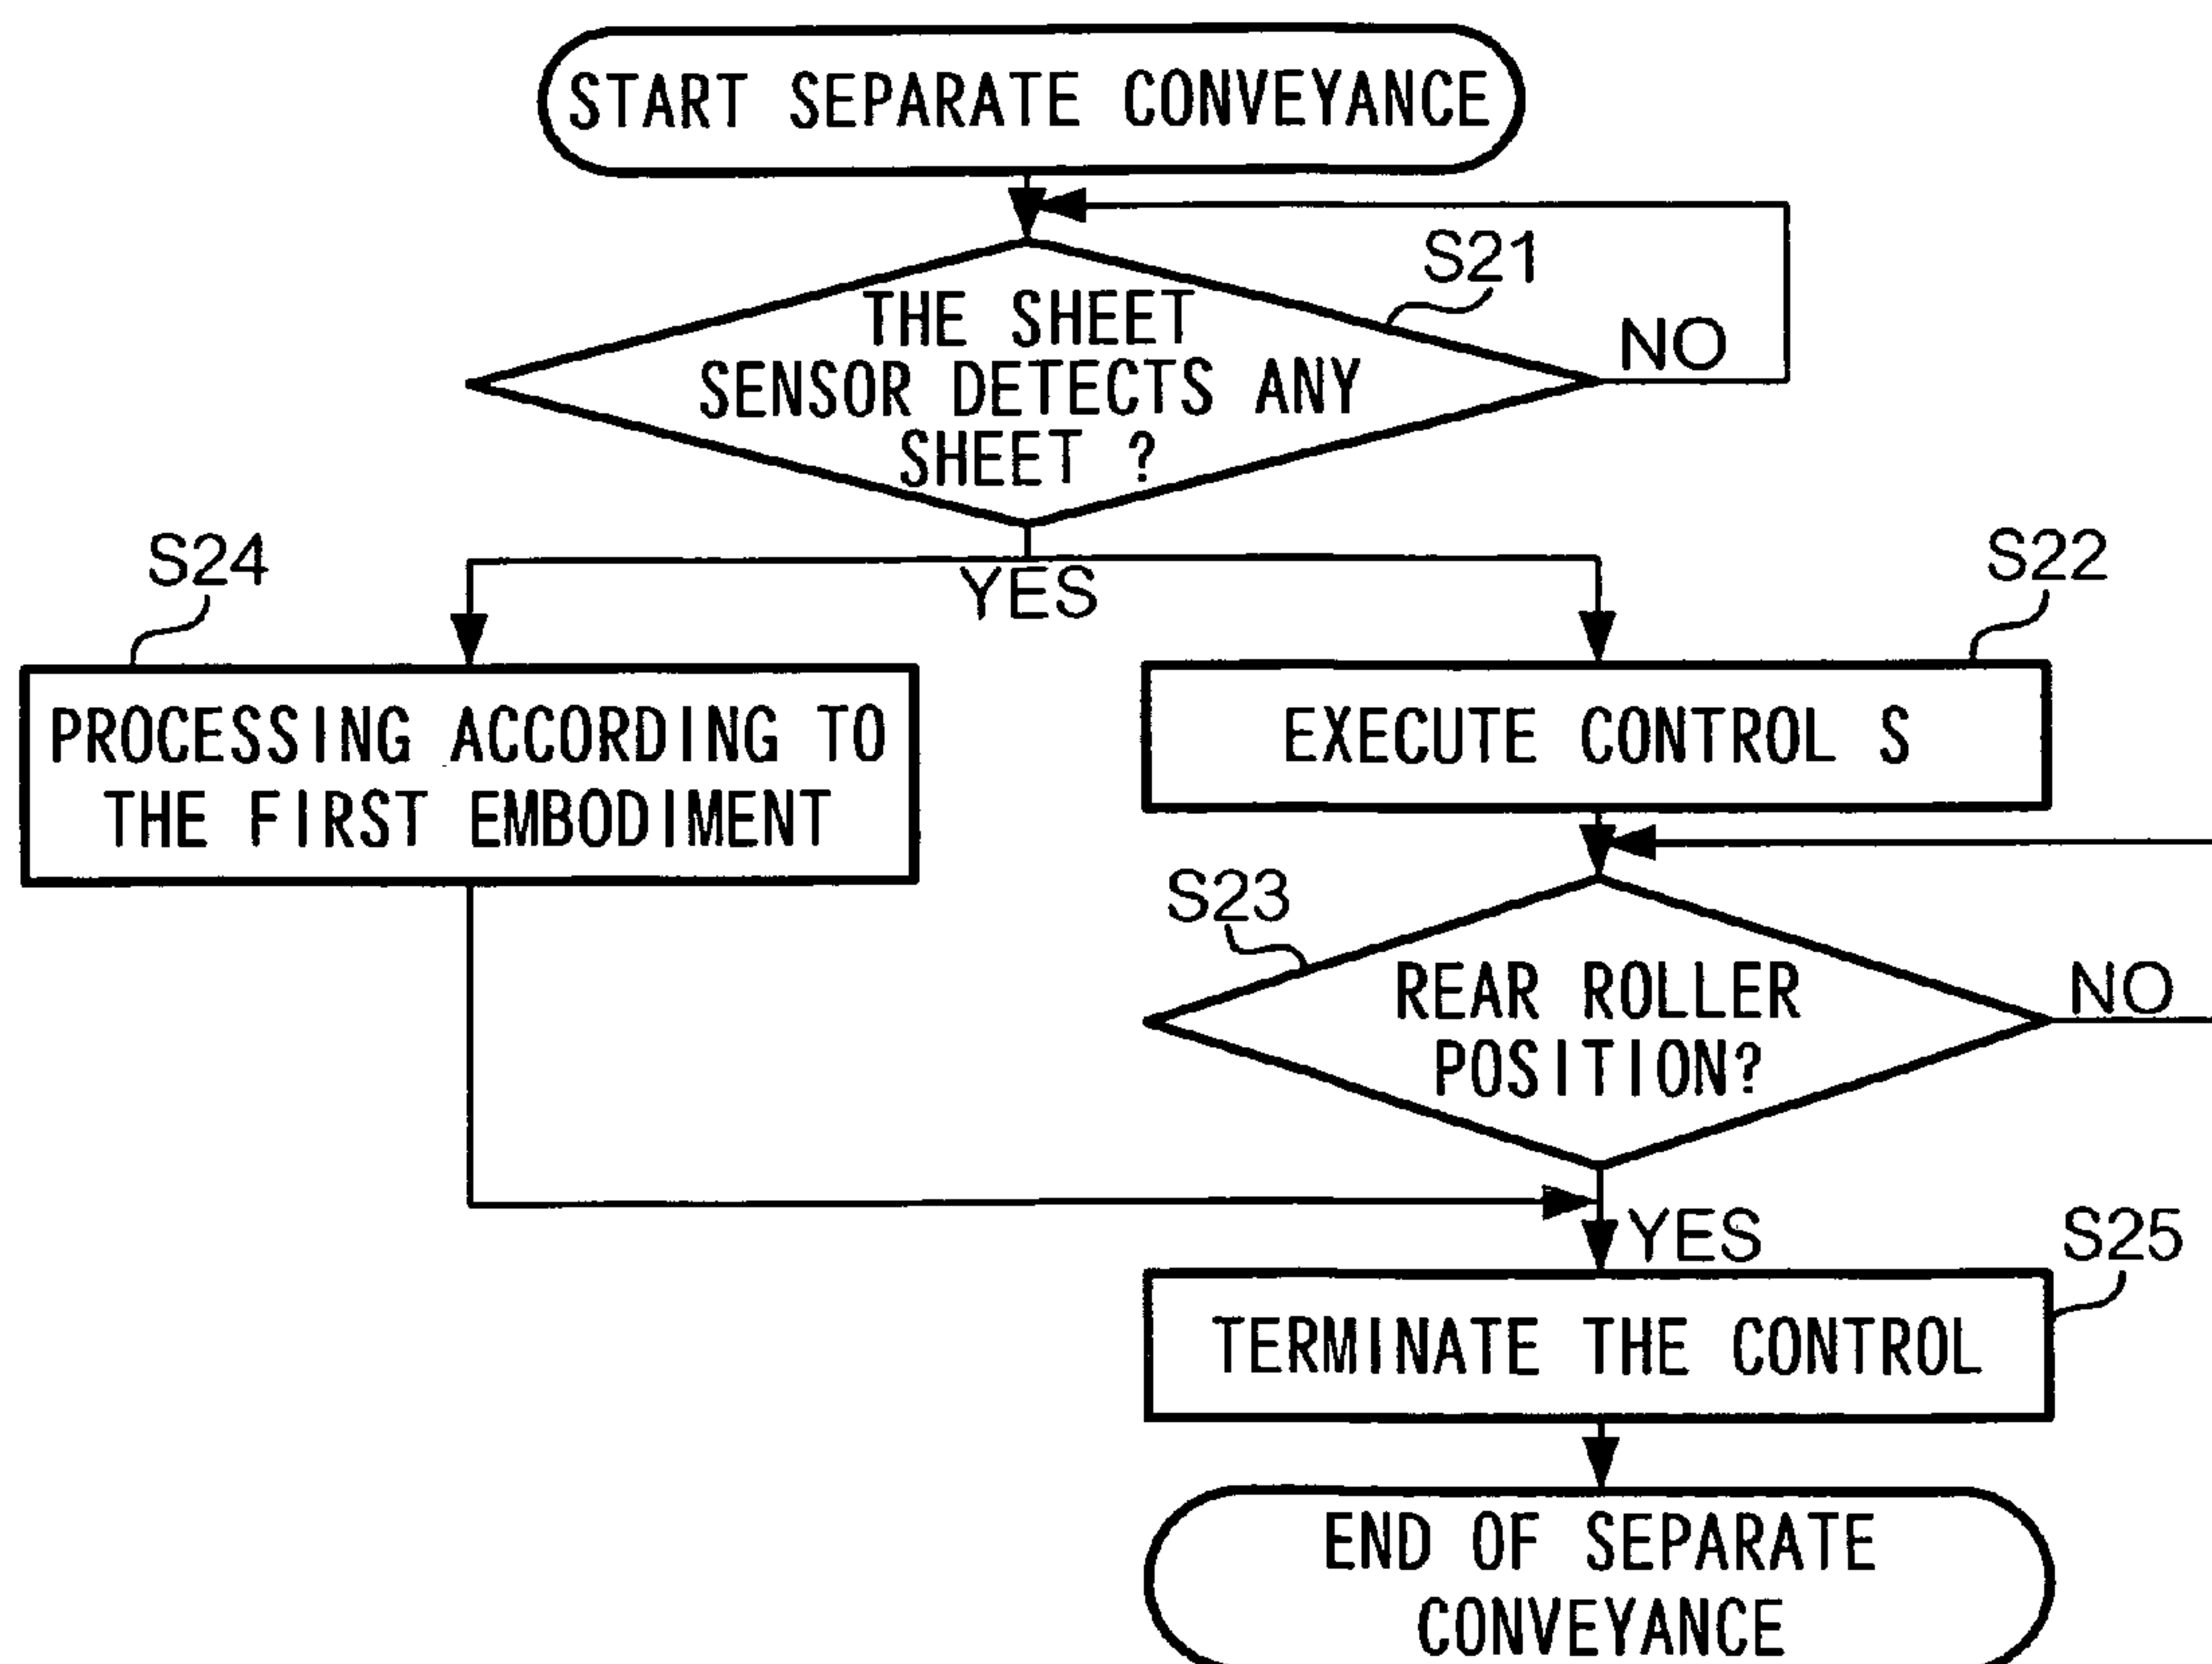 START SEPARATE CONVEYANCE
S21
THE SHEET
SENSOR DETECTS ANY
SHEET ?
NO
YES
S24
S22
PROCESSING ACCORDING TO
THE FIRST EMBODIMENT
EXECUTE CONTROL S
S23
REAR ROLLER
POSITION?
NO
YES
S25
TERMINATE THE CONTROL
END OF SEPARATE
CONVEYANCE